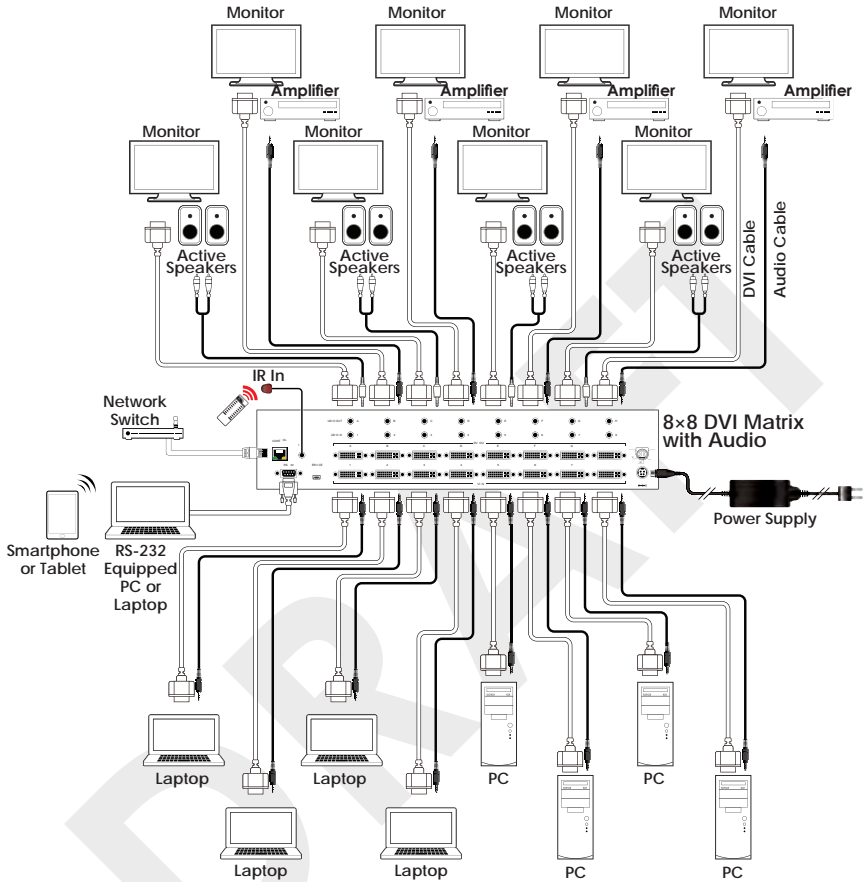 Monitor
Monitor
Monitor
Monitor
Amplifier
Amplifier
Amplifier
Amplifier
Monitor
Monitor
Monitor
Monitor
Active
Speakers
Active
Speakers
Active
Speakers
Active
Speakers
DVI Cable
Audio Cable
IR In
Network
Switch
8×8 DVI Matrix
with Audio
Power Supply
Smartphone
or Tablet
RS-232
Equipped
PC or
Laptop
Laptop
Laptop
PC
PC
Laptop
Laptop
PC
PC
DRAFT